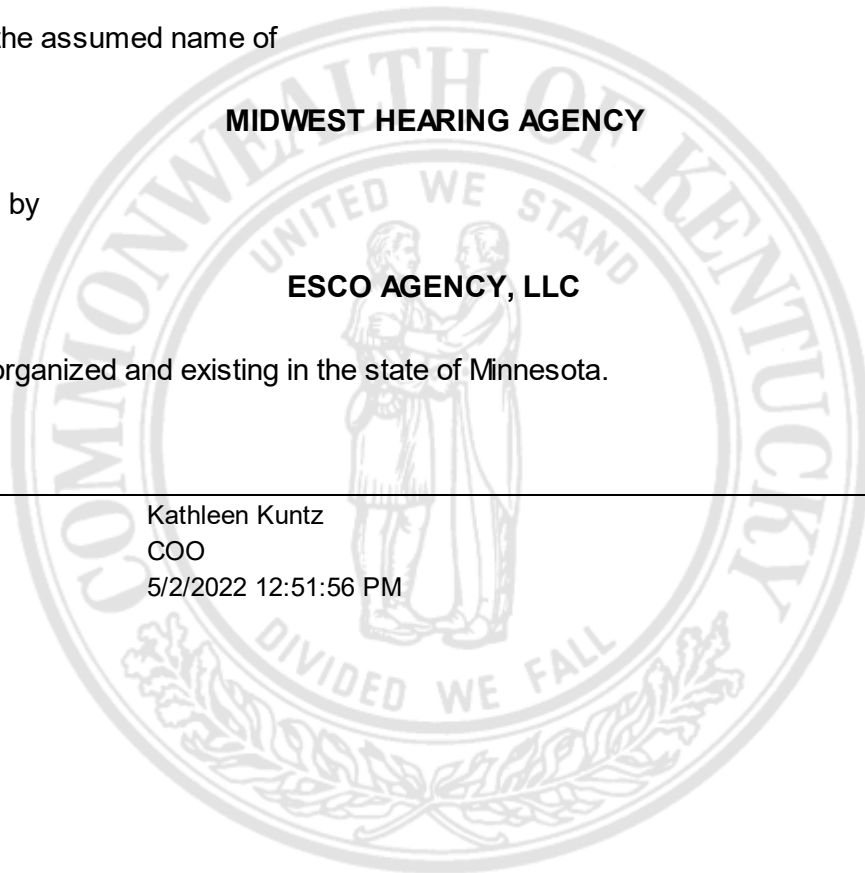 the assumed name of
MIDWEST HEARING AGENCY
by
ESCO AGENCY, LLC
organized and existing in the state of Minnesota.
Kathleen Kuntz
COO
5/2/2022 12:51:56 PM
COMMONWEALTH OF KENTUCKY
UNITED WE STAND
DIVIDED WE FALL